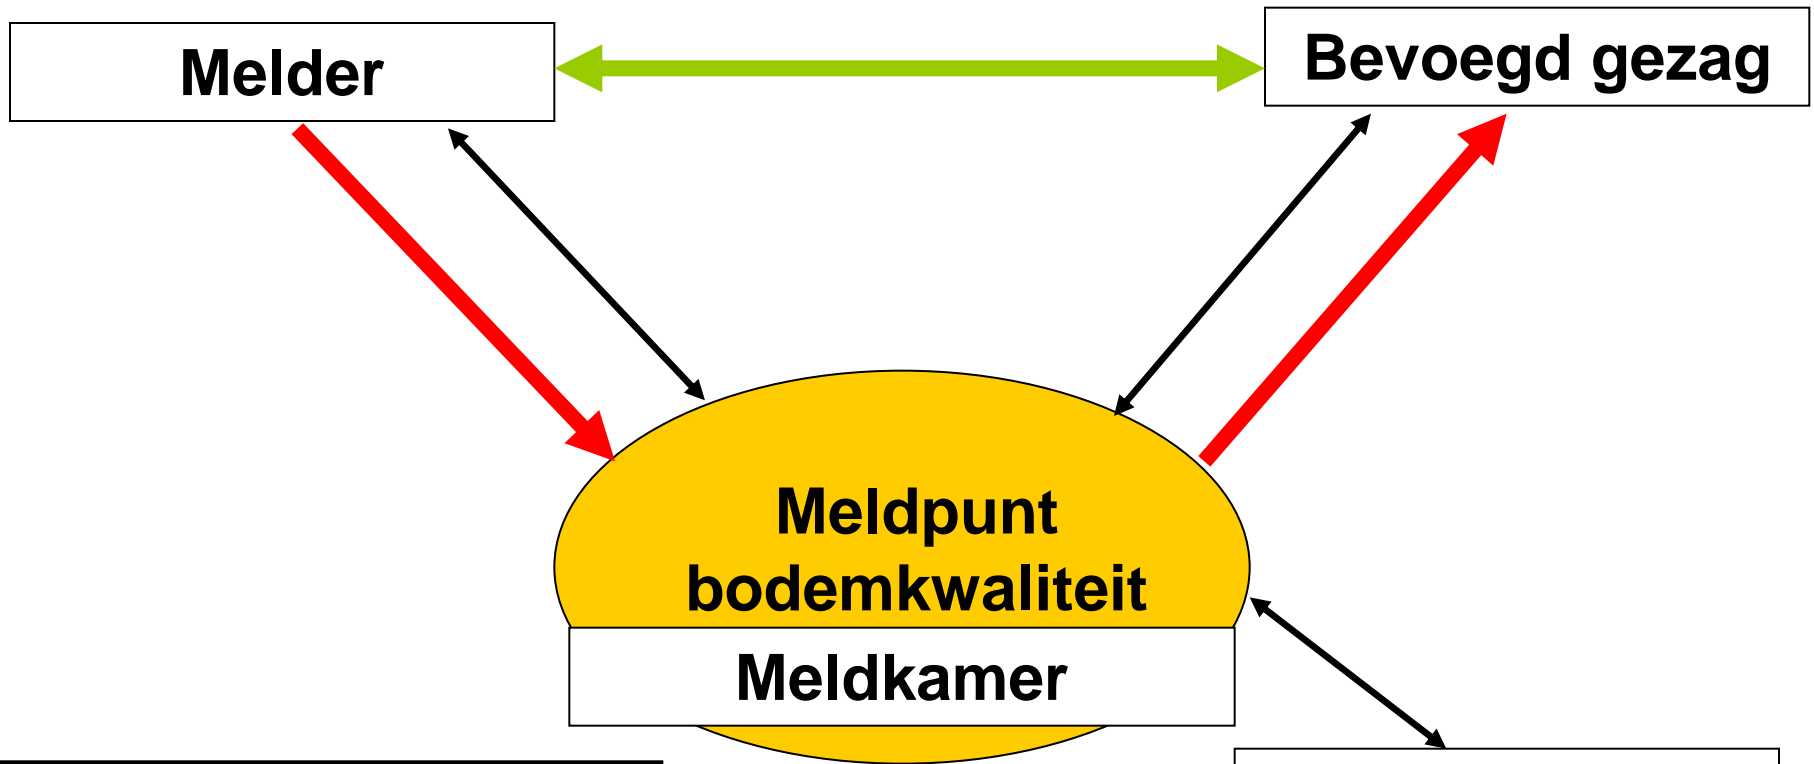 Melder
Bevoegd gezag
Meldpunt
bodemkwaliteit
Meldkamer